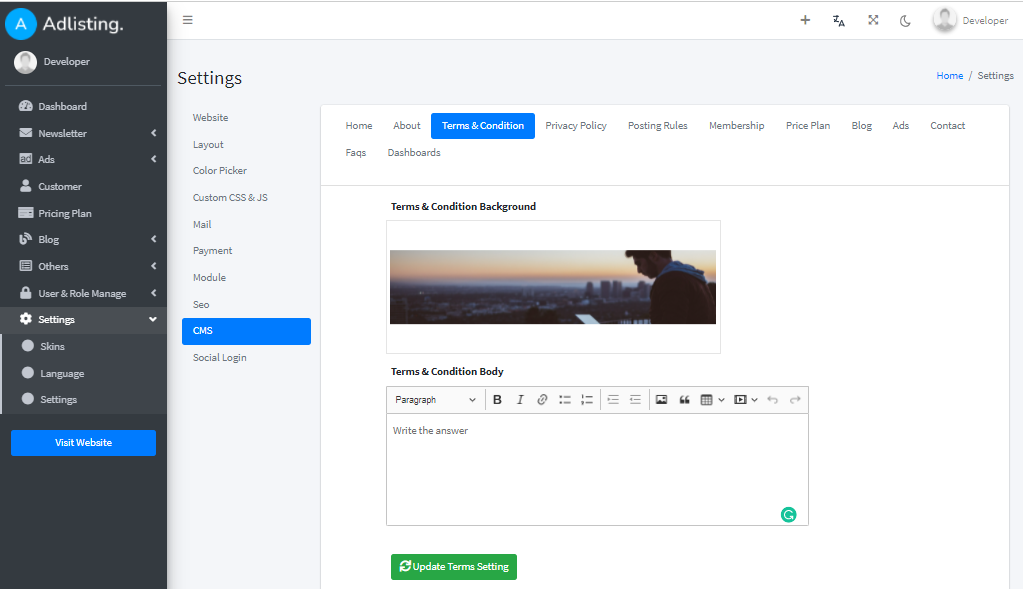 A Adlisting.
Developer
Developer
Settings
Home / Settings
Dashboard
Newsletter
Ads
Customer
Pricing Plan
Blog
Others
User & Role Manage
Settings
Skins
Language
Settings
Visit Website
Website
Layout
Color Picker
Custom CSS & JS
Mail
Payment
Module
Seo
CMS
Social Login
Home About Terms & Condition Privacy Policy Posting Rules Membership Price Plan Blog Ads Contact
Faqs Dashboards
Terms & Condition Background
Terms & Condition Body
Paragraph B I
Write the answer
Update Terms Setting